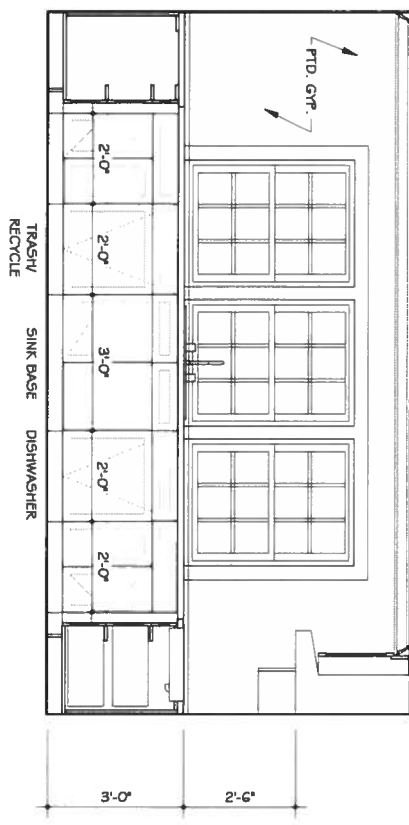 PTD. GYP.
2'-0"
2'-0"
3'-0"
2'-0"
2'-0"
TRASH/
RECYCLE
SINK BASE
DISHWASHER
3'-0"
2'-6"